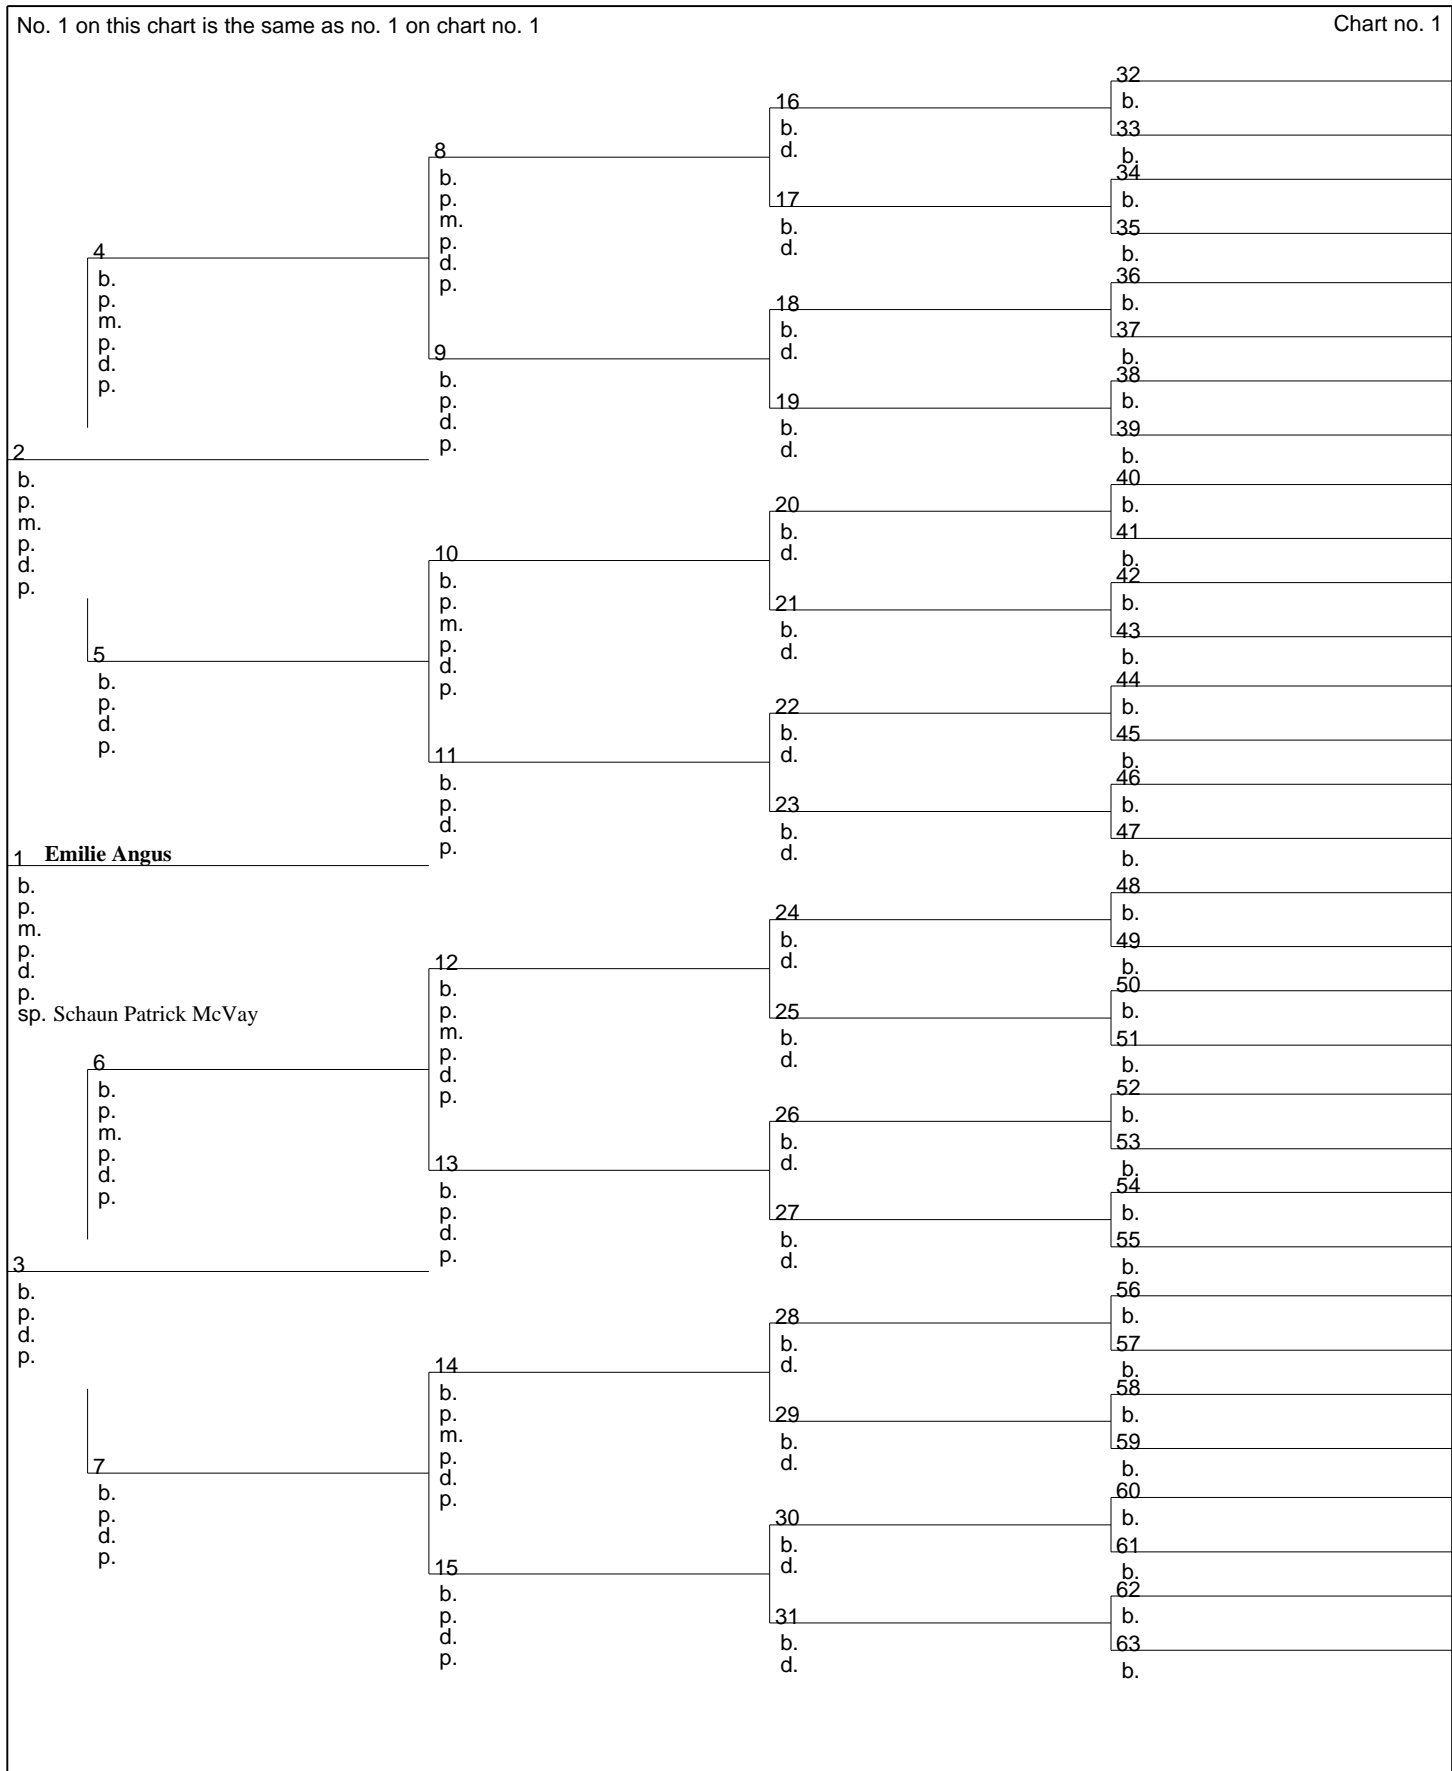 No. 1 on this chart is the same as no. 1 on chart no. 1
Chart no. 1
2
b.
p.
m.
p.
d.
p.
1 Emilie Angus
b.
p.
m.
p.
d.
p.
sp. Schaun Patrick McVay
3
b.
p.
d.
p.
4
b.
p.
m.
p.
d.
p.
5
b.
p.
d.
p.
6
b.
p.
m.
p.
d.
p.
7
b.
p.
d.
p.
8
b.
p.
m.
p.
d.
p.
9
b.
p.
d.
p.
10
b.
p.
m.
p.
d.
p.
11
b.
p.
d.
p.
12
b.
p.
m.
p.
d.
p.
13
b.
p.
d.
p.
14
b.
p.
m.
p.
d.
p.
15
b.
p.
d.
p.
16
b.
d.
17
b.
d.
18
b.
d.
19
b.
d.
20
b.
d.
21
b.
d.
22
b.
d.
23
b.
d.
24
b.
d.
25
b.
d.
26
b.
d.
27
b.
d.
28
b.
d.
29
b.
d.
30
b.
d.
31
b.
d.
32
b.
33
b.
34
b.
35
b.
36
b.
37
b.
38
b.
39
b.
40
b.
41
b.
42
b.
43
b.
44
b.
45
b.
46
b.
47
b.
48
b.
49
b.
50
b.
51
b.
52
b.
53
b.
54
b.
55
b.
56
b.
57
b.
58
b.
59
b.
60
b.
61
b.
62
b.
63
b.